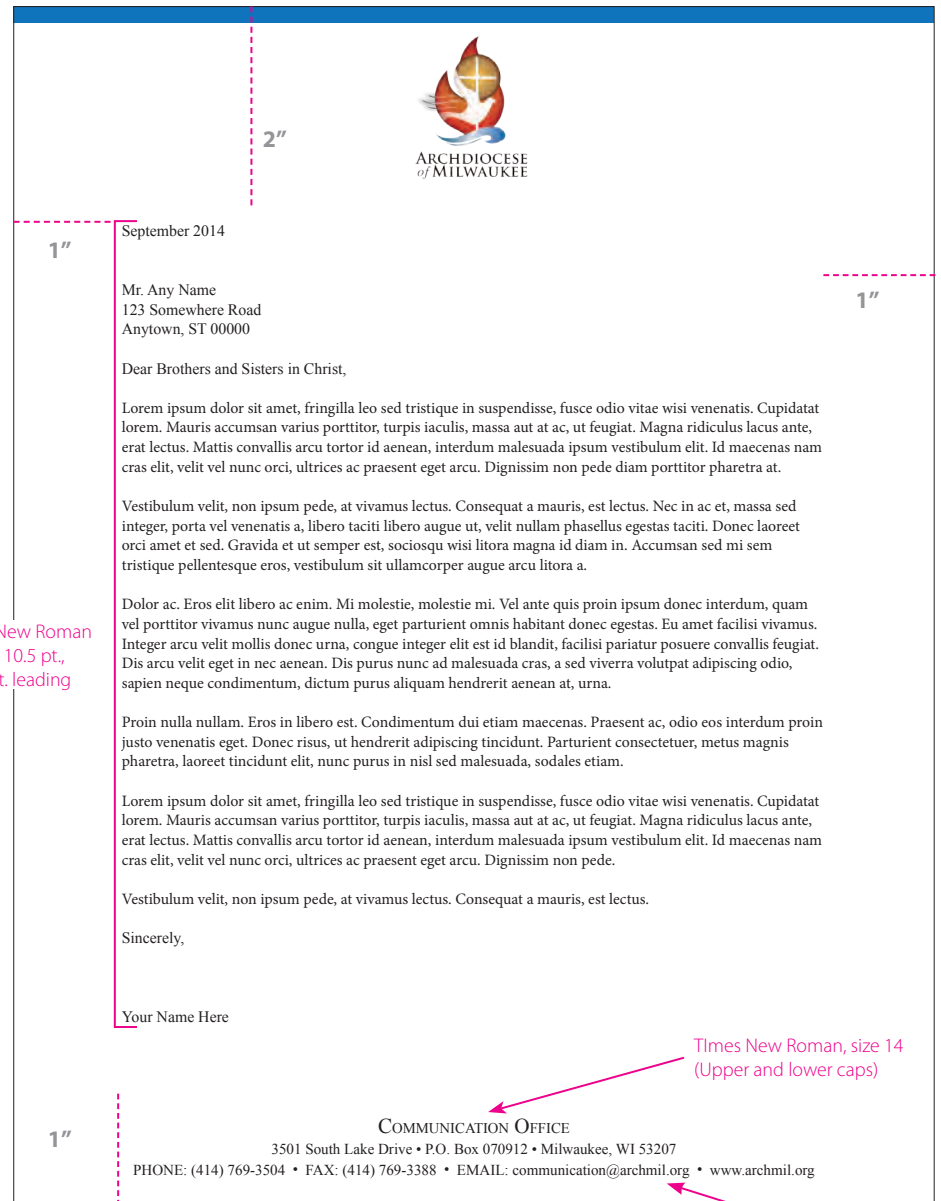 2"
ARCHDIOCESE
of MILWAUKEE
1"
September 2014
1"
Mr. Any Name
123 Somewhere Road
Anytown, ST 00000
Dear Brothers and Sisters in Christ,
Lorem ipsum dolor sit amet, fringilla leo sed tristique in suspendisse, fusce odio vitae wisi venenatis. Cupidatat
lorem. Mauris accumsan varius porttitor, turpis iaculis, massa aut at ac, ut feugiat. Magna ridiculus lacus ante,
erat lectus. Mattis convallis arcu tortor id aenean, interdum malesuada ipsum vestibulum elit. Id maecenas nam
cras elit, velit vel nunc orci, ultrices ac praesent eget arcu. Dignissim non pede diam porttitor pharetra at.
Vestibulum velit, non ipsum pede, at vivamus lectus. Consequat a mauris, est lectus. Nec in ac et, massa sed
integer, porta vel venenatis a, libero taciti libero augue ut, velit nullam phasellus egestas taciti. Donec laoreet
orci amet et sed. Gravida et ut semper est, sociosqu wisi litora magna id diam in. Accumsan sed mi sem
tristique pellentesque eros, vestibulum sit ullamcorper augue arcu litora a.
Dolor ac. Eros elit libero ac enim. Mi molestie, molestie mi. Vel ante quis proin ipsum donec interdum, quam
vel porttitor vivamus nunc augue nulla, eget parturient omnis habitant donec egestas. Eu amet facilisi vivamus.
Integer arcu velit mollis donec urna, congue integer elit est id blandit, facilisi pariatur posuere convallis feugiat.
Dis arcu velit eget in nec aenean. Dis purus nunc ad malesuada cras, a sed viverra volutpat adipiscing odio,
sapien neque condimentum, dictum purus aliquam hendrerit aenean at, urna.
New Roman
10.5 pt.,
t. leading
Proin nulla nullam. Eros in libero est. Condimentum dui etiam maecenas. Praesent ac, odio eos interdum proin
justo venenatis eget. Donec risus, ut hendrerit adipiscing tincidunt. Parturient consectetuer, metus magnis
pharetra, laoreet tincidunt elit, nunc purus in nisl sed malesuada, sodales etiam.
Lorem ipsum dolor sit amet, fringilla leo sed tristique in suspendisse, fusce odio vitae wisi venenatis. Cupidatat
lorem. Mauris accumsan varius porttitor, turpis iaculis, massa aut at ac, ut feugiat. Magna ridiculus lacus ante,
erat lectus. Mattis convallis arcu tortor id aenean, interdum malesuada ipsum vestibulum elit. Id maecenas nam
cras elit, velit vel nunc orci, ultrices ac praesent eget arcu. Dignissim non pede.
Vestibulum velit, non ipsum pede, at vivamus lectus. Consequat a mauris, est lectus.
Sincerely,
Your Name Here
TImes New Roman, size 14
(Upper and lower caps)
1"
COMMUNICATION OFFICE
3501 South Lake Drive • P.O. Box 070912 • Milwaukee, WI 53207
PHONE: (414) 769-3504 • FAX: (414) 769-3388 • EMAIL: communication@archmil.org • www.archmil.org